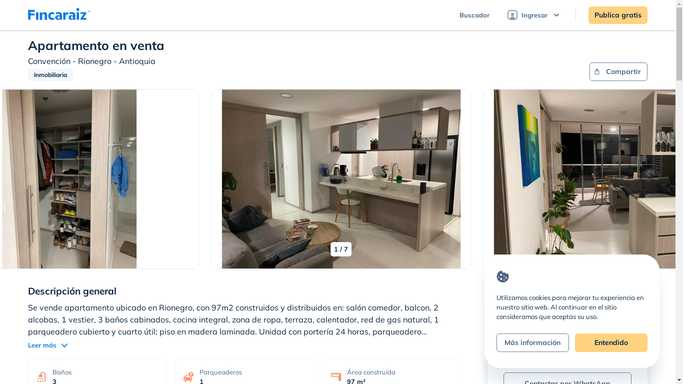 Fincaraiz
Buscador
Ingresar
Publica gratis
Apartamento en venta
Convención - Rionegro - Antioquia
Inmobiliaria
Compartir
1 / 7
Descripción general
Se vende apartamento ubicado en Rionegro, con 97m2 construidos y distribuidos en: salón comedor, balcon, 2
alcobas, 1 vestier, 3 baños cabinados, cocina integral, zona de ropa, terraza, calentador, red de gas natural, 1
parqueadero cubierto y cuarto útil; piso en madera laminada. Unidad con portería 24 horas, parqueadero...
Leer más
Baños
3
Parqueaderos
1
Área construida
97 m²
Utilizamos cookies para mejorar tu experiencia en
nuestro sitio web. Al continuar en el sitio
consideramos que aceptas su uso.
Más información
Entendido
Contactar por WhatsApp